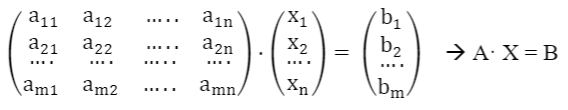 a₁₁ a₁₂ ..... a₁ₙ x₁ b₁
a₂₁ a₂₂ ..... a₂ₙ · x₂ = b₂ → A· X = B
.... .... ..... .... .... ....
aₘ₁ aₘ₂ ..... aₘₙ xₙ bₘ